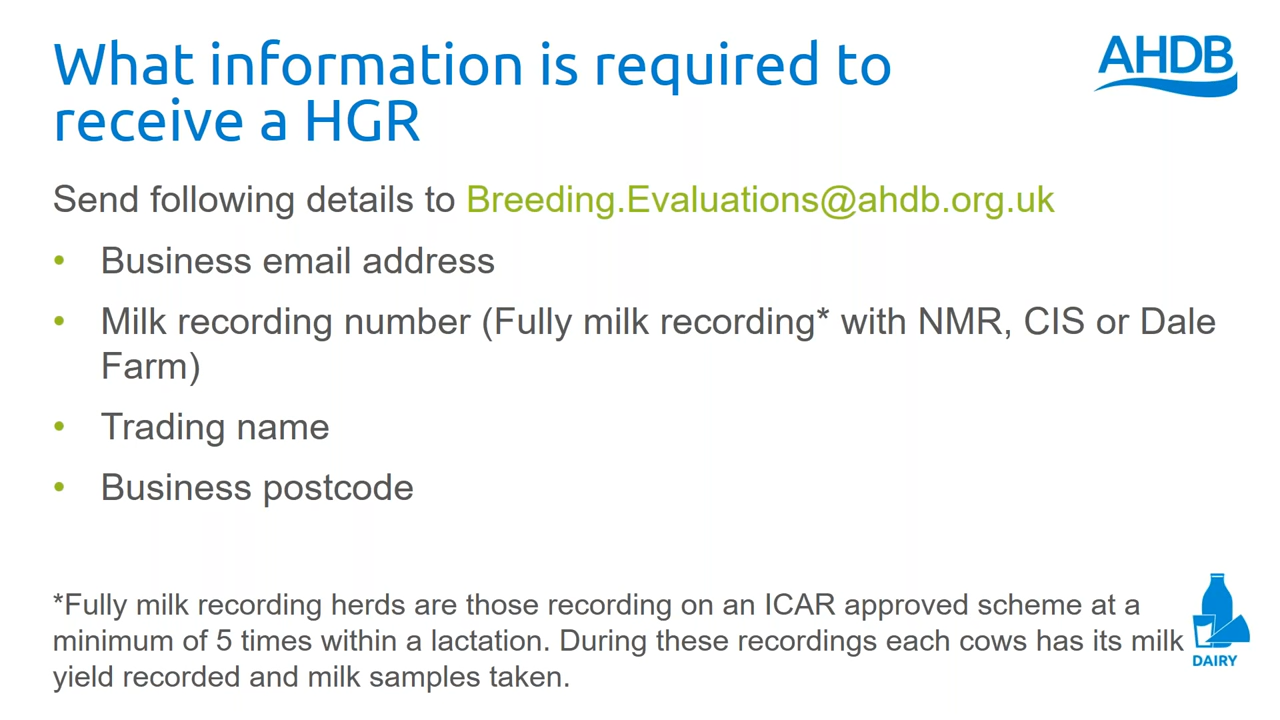 What information is required to
receive a HGR
AHDB
Send following details to Breeding.Evaluations@ahdb.org.uk
• Business email address
• Milk recording number (Fully milk recording* with NMR, CIS or Dale
Farm)
• Trading name
• Business postcode
*Fully milk recording herds are those recording on an ICAR approved scheme at a
minimum of 5 times within a lactation. During these recordings each cows has its milk
yield recorded and milk samples taken.
DAIRY